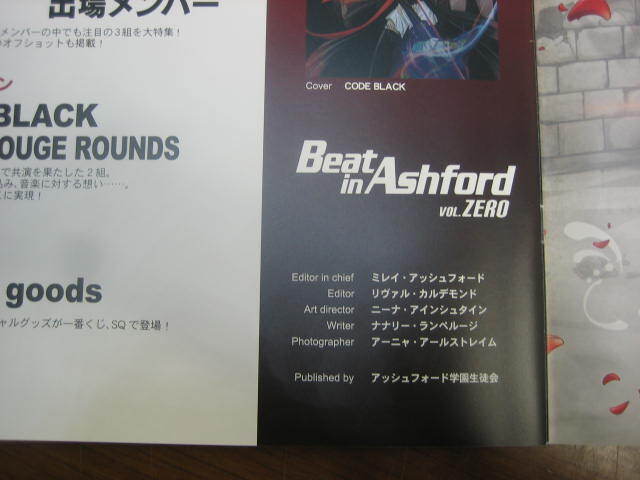 出場メンバー
メンバーの中でも注目の3組を大特集！
のオフショットも掲載！
ン
BLACK
OUGE ROUNDS
で共演を果たした2組。
込み、音楽に対する想い……。
に実現！
goods
ャルグッズが一番くじ、SQで登場！
Cover CODE BLACK
Beat
in Ashford
VOL.ZERO
Editor in chief ミレイ・アッシュフォード
Editor リヴァル・カルデモンド
Art director ニーナ・アインシュタイン
Writer ナナリー・ランペルージ
Photographer アーニャ・アールストレイム
Published by アッシュフォード学園生徒会